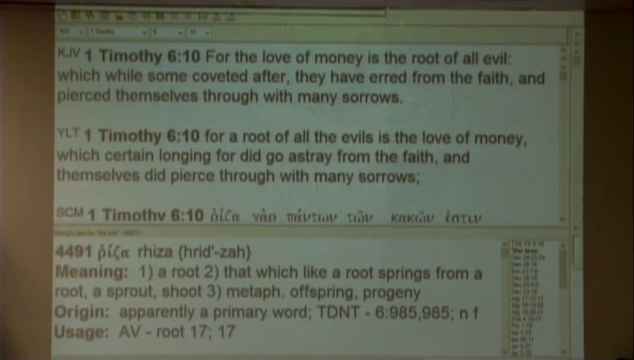 KJV 1 Timothy 6:10 For the love of money is the root of all evil:
which while some coveted after, they have erred from the faith, and
pierced themselves through with many sorrows.
YLT 1 Timothy 6:10 for a root of all the evils is the love of money,
which certain longing for did go astray from the faith, and
themselves did pierce through with many sorrows;
SCM 1 Timothy 6:10 ῥίζα γὰρ πάντων τῶν κακῶν ἐστιν
4491 ῥίζα rhiza {hrid'-zah}
Meaning: 1) a root 2) that which like a root springs from a
root, a sprout, shoot 3) metaph. offspring, progeny
Origin: apparently a primary word; TDNT - 6:985,985; n f
Usage: AV - root 17; 17